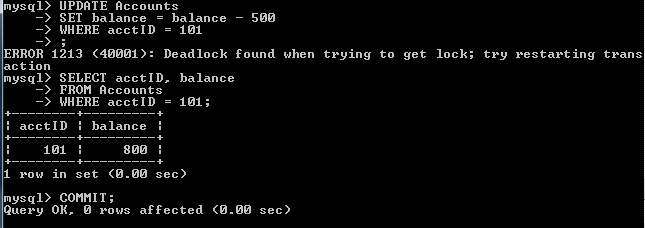 mysql> UPDATE Accounts
    -> SET balance = balance - 500
    -> WHERE acctID = 101
    -> ;
ERROR 1213 (40001): Deadlock found when trying to get lock; try restarting trans
action
mysql> SELECT acctID, balance
    -> FROM Accounts
    -> WHERE acctID = 101;
+--------+---------+
| acctID | balance |
+--------+---------+
|    101 |     800 |
+--------+---------+
1 row in set (0.00 sec)

mysql> COMMIT;
Query OK, 0 rows affected (0.00 sec)